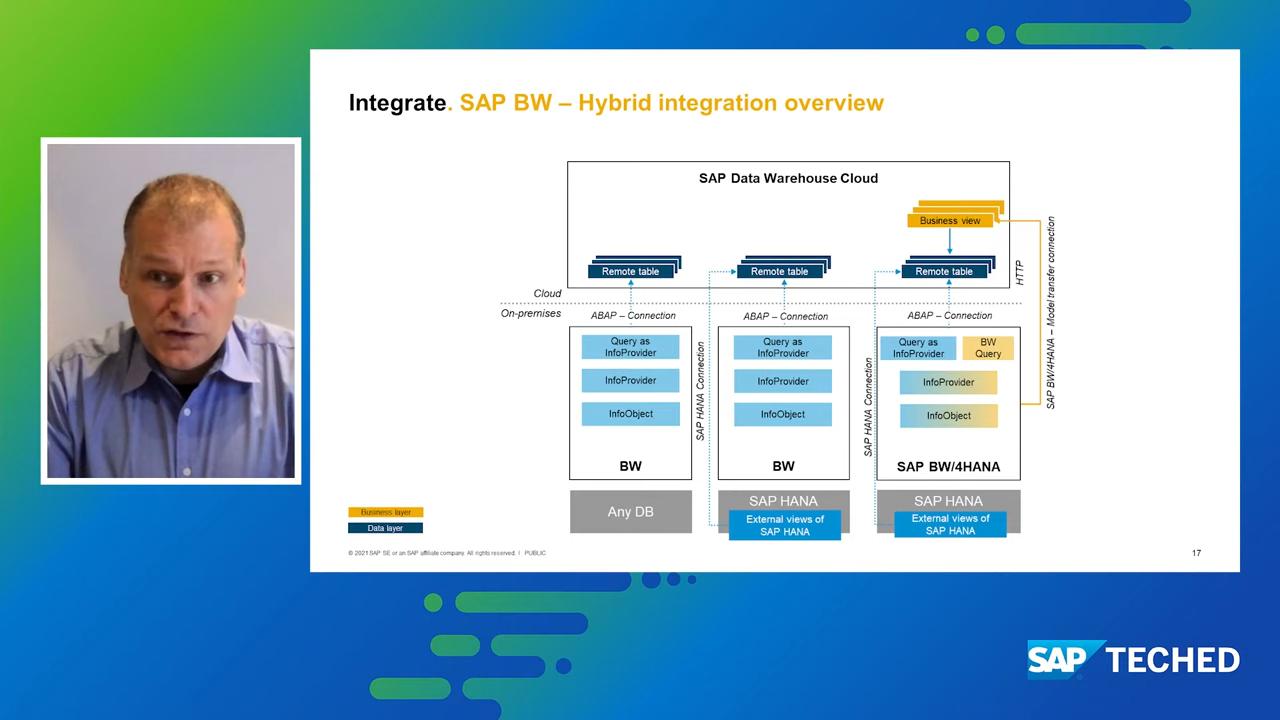 Integrate. SAP BW – Hybrid integration overview
SAP Data Warehouse Cloud
Business view
Remote table
Remote table
Remote table
HTTP
SAP BW/4HANA – Model transfer connection
Cloud
On-premises
ABAP – Connection
ABAP – Connection
ABAP – Connection
Query as
InfoProvider
InfoProvider
InfoObject
BW
Any DB
SAP HANA Connection
Query as
InfoProvider
InfoProvider
InfoObject
BW
SAP HANA
External views of
SAP HANA
SAP HANA Connection
Query as
InfoProvider
BW
Query
InfoProvider
InfoObject
SAP BW/4HANA
SAP HANA
External views of
SAP HANA
Business layer
Data layer
© 2021 SAP SE or an SAP affiliate company. All rights reserved. I PUBLIC
17
SAP TECHED